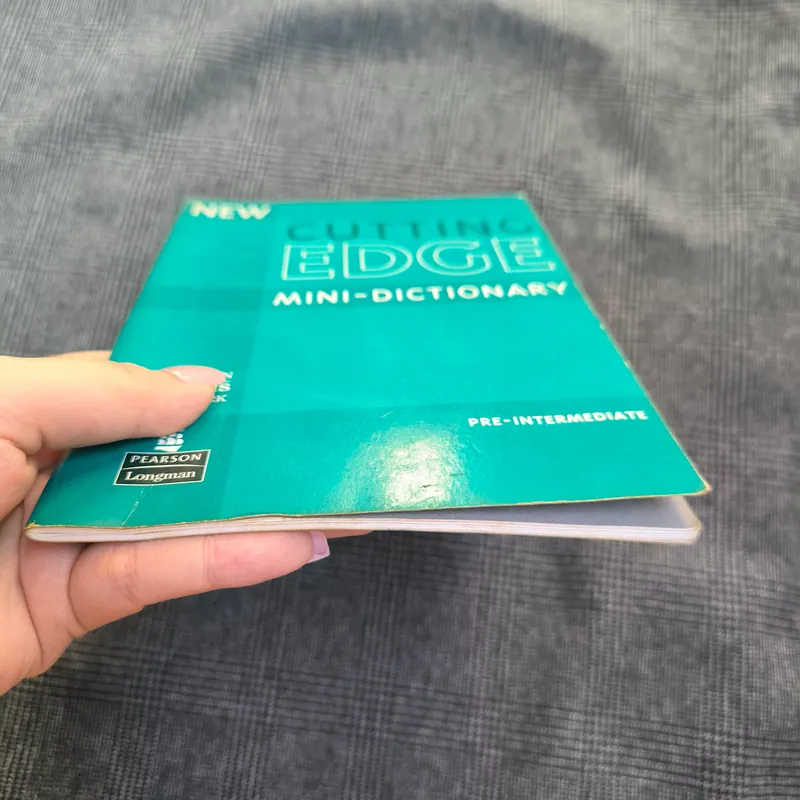 NEW
CUTTING
EDGE
MINI-DICTIONARY
PRE-INTERMEDIATE
PEARSON
Longman